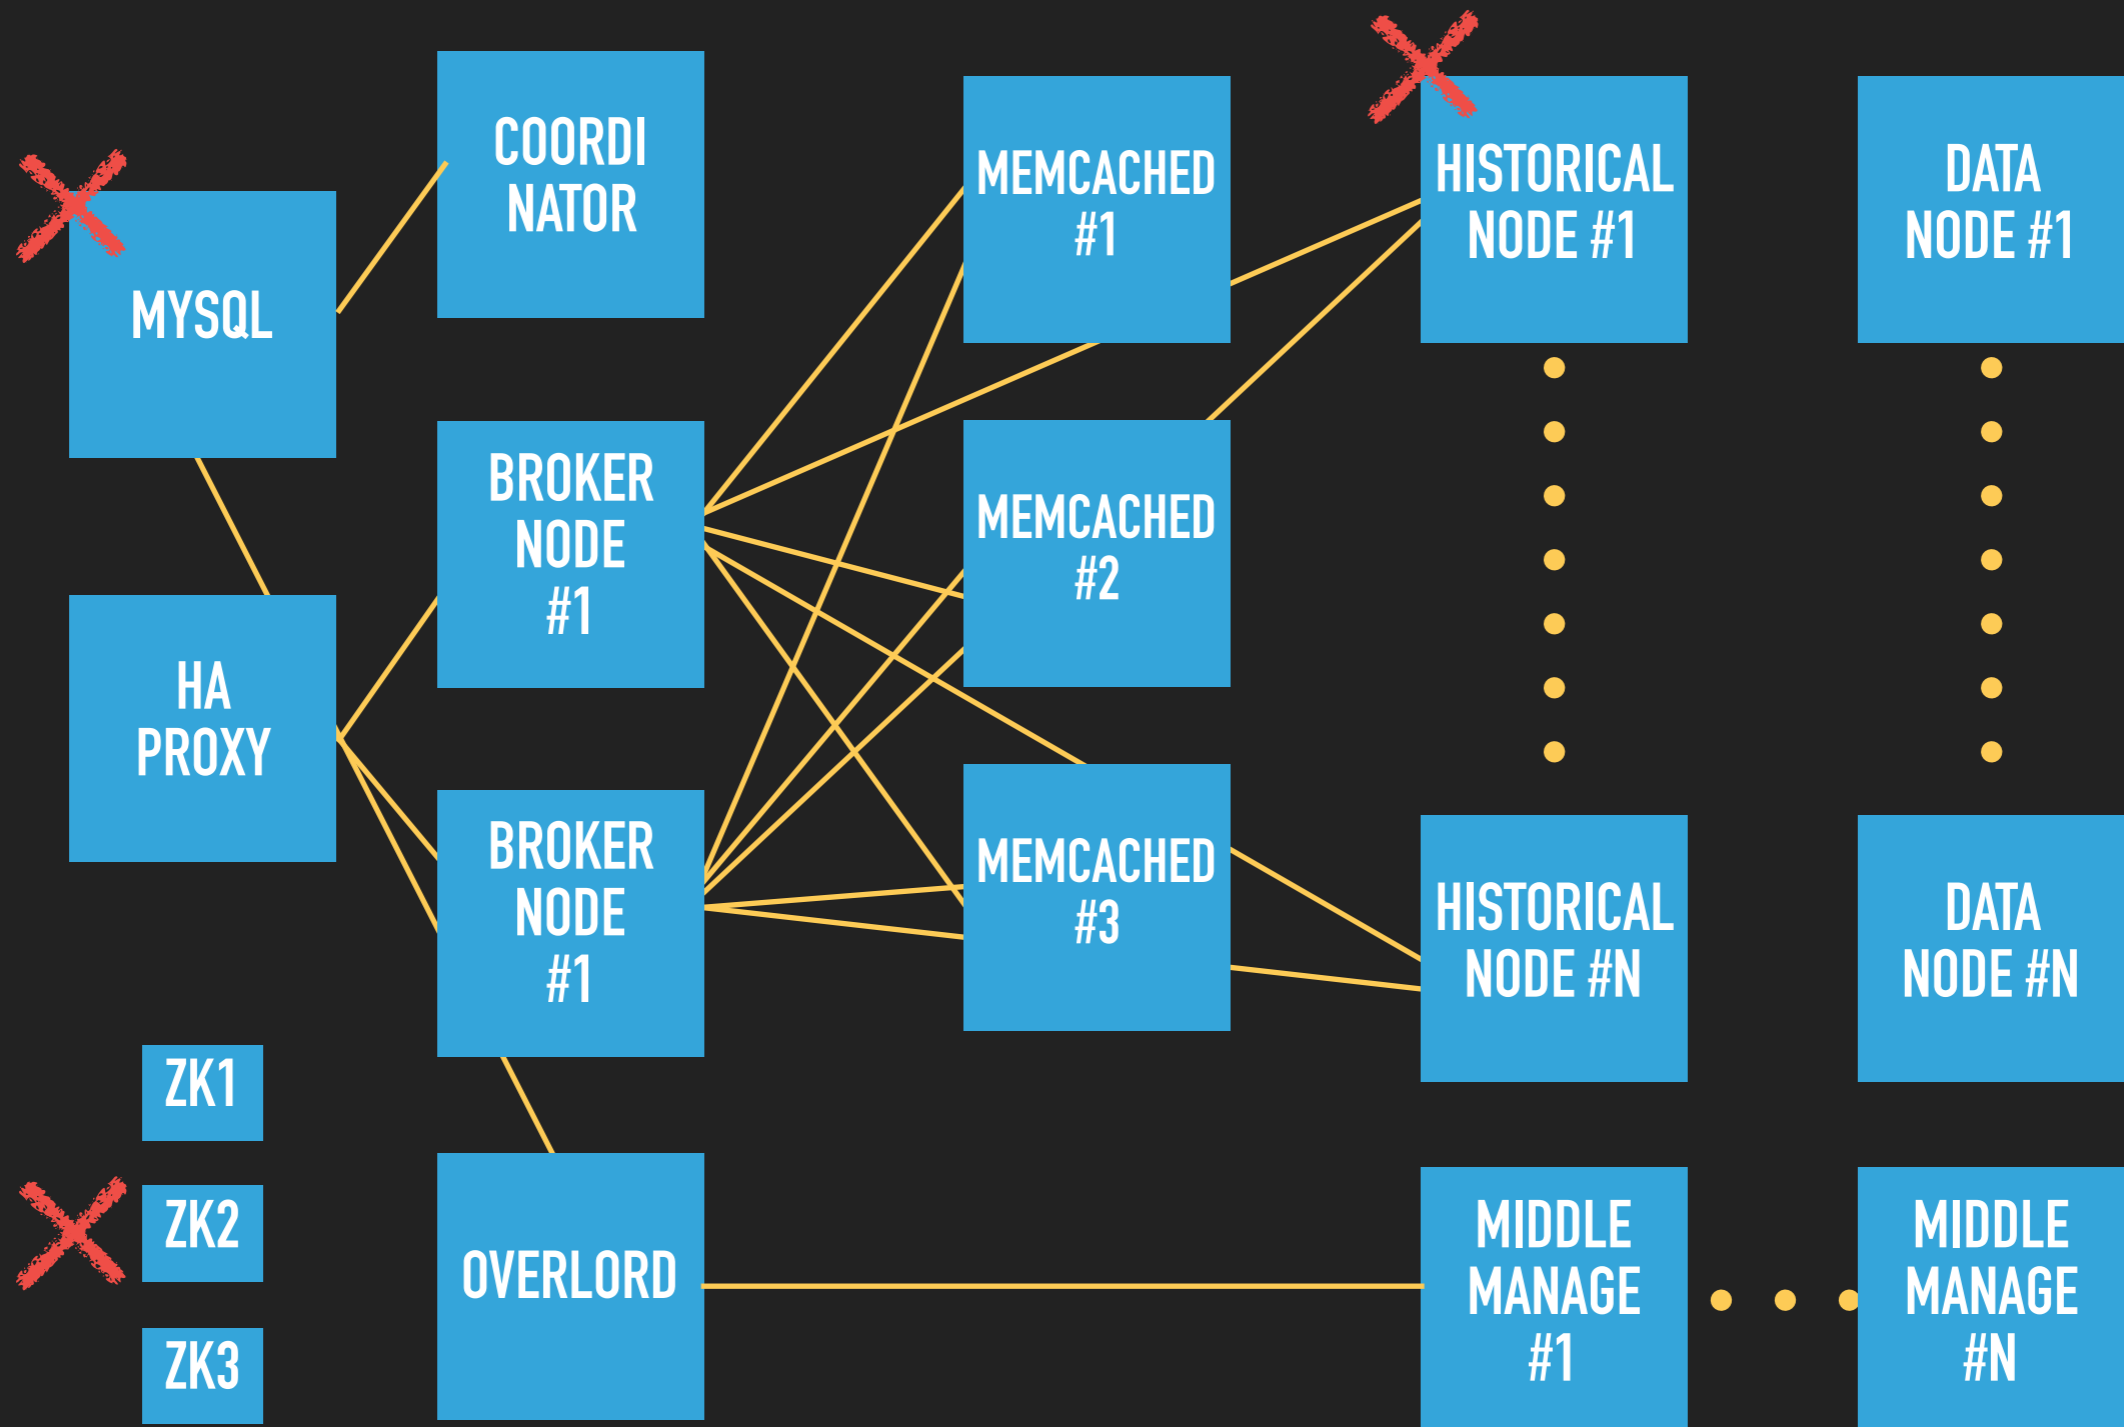 COORDI
NATOR
MEMCACHED
#1
HISTORICAL
NODE #1
DATA
NODE #1
MYSQL
BROKER
NODE
#1
MEMCACHED
#2
HA
PROXY
BROKER
NODE
#1
MEMCACHED
#3
HISTORICAL
NODE #N
DATA
NODE #N
ZK1
ZK2
ZK3
OVERLORD
MIDDLE
MANAGE
#1
MIDDLE
MANAGE
#N